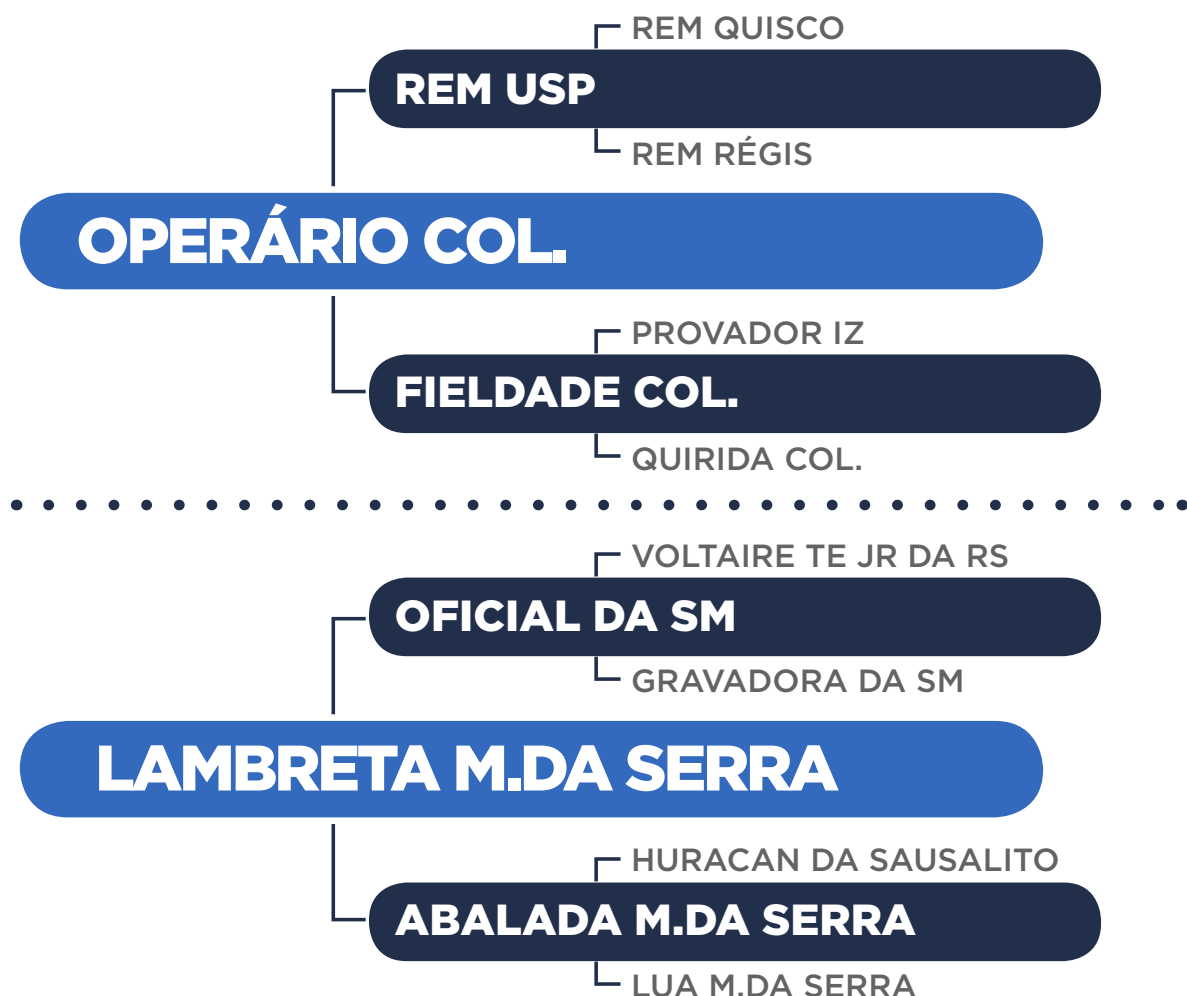 REM QUISCO
REM USP
REM RÉGIS
OPERÁRIO COL.
PROVADOR IZ
FIELDADE COL.
QUIRIDA COL.
VOLTAIRE TE JR DA RS
OFICIAL DA SM
GRAVADORA DA SM
LAMBRETA M.DA SERRA
HURACAN DA SAUSALITO
ABALADA M.DA SERRA
LUA M.DA SERRA